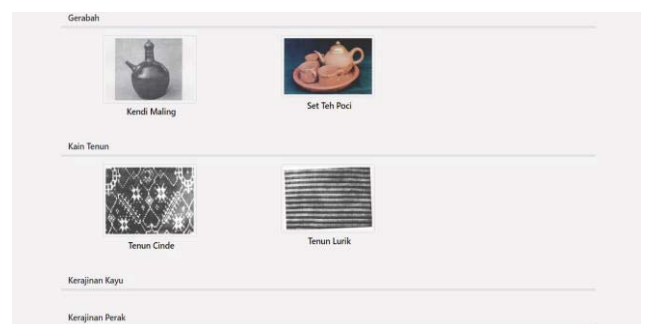 Gerabah
Kendi Maling
Set Teh Poci
Kain Tenun
Tenun Cinde
Tenun Lurik
Kerajinan Kayu
Kerajinan Perak